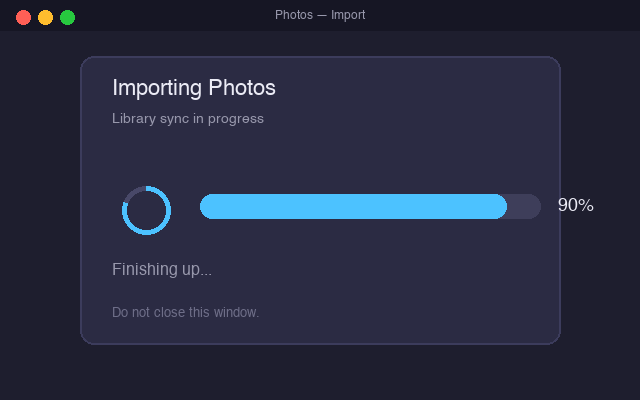 Photos — Import
Importing Photos
Library sync in progress
90%
Finishing up...
Do not close this window.